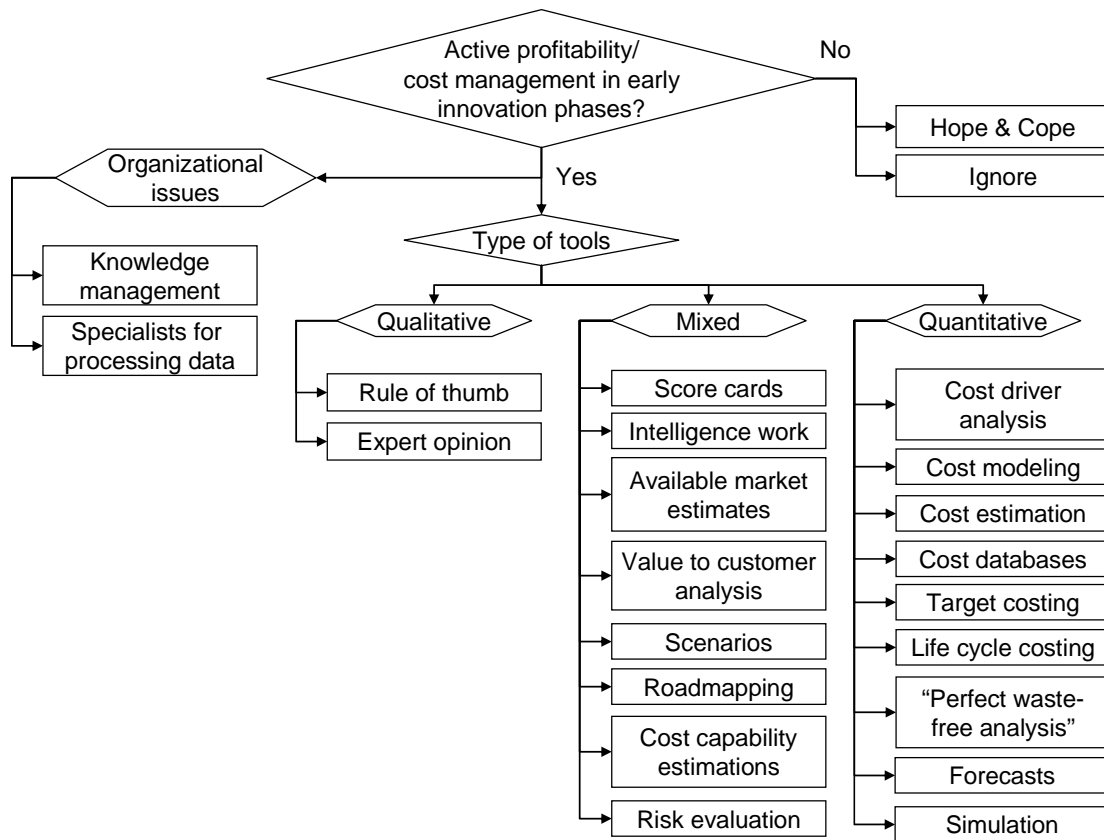 Active profitability/
cost management in early
innovation phases?
No
Hope & Cope
Ignore
Organizational
issues
Yes
Type of tools
Knowledge
management
Specialists for
processing data
Qualitative
Rule of thumb
Expert opinion
Mixed
Score cards
Intelligence work
Available market
estimates
Value to customer
analysis
Scenarios
Roadmapping
Cost capability
estimations
Risk evaluation
Quantitative
Cost driver
analysis
Cost modeling
Cost estimation
Cost databases
Target costing
Life cycle costing
“Perfect waste-
free analysis”
Forecasts
Simulation